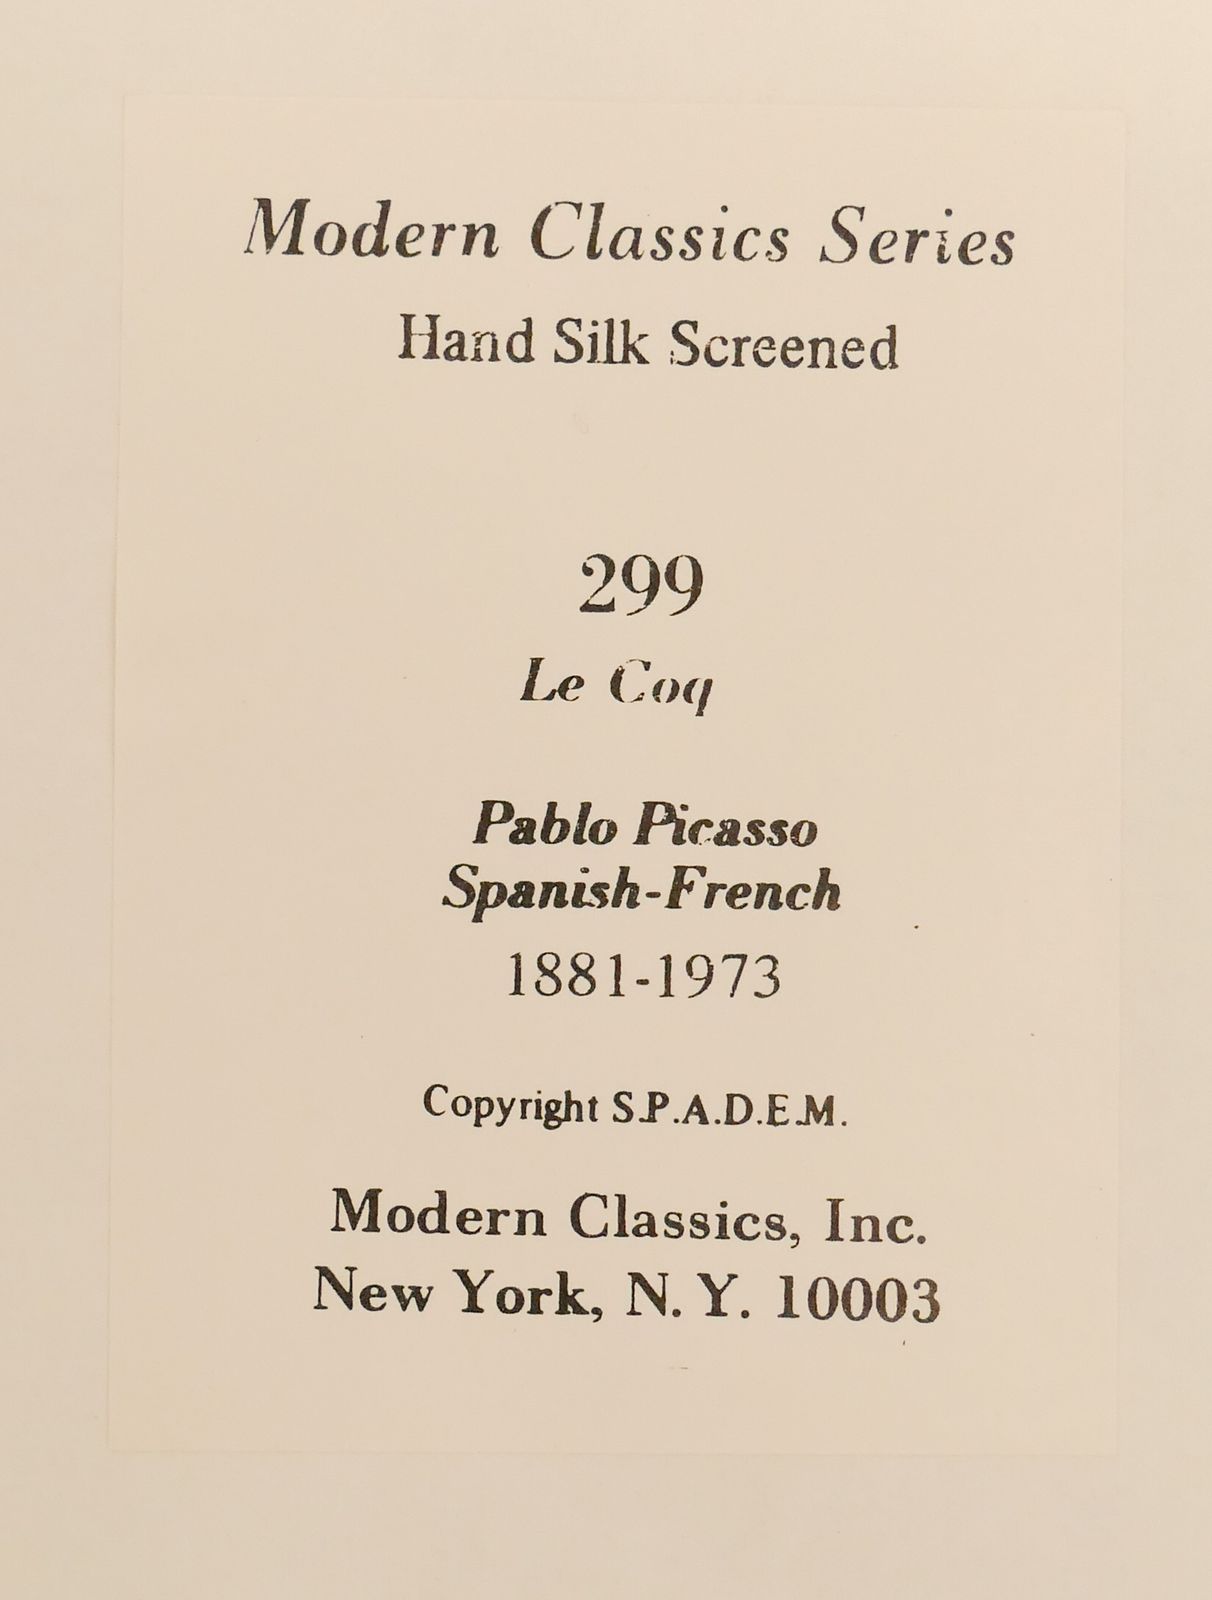 Modern Classics Series
Hand Silk Screened
299
Le Coq
Pablo Picasso
Spanish-French
1881-1973
Copyright S.P.A.D.E.M.
Modern Classics, Inc.
New York, N. Y. 10003